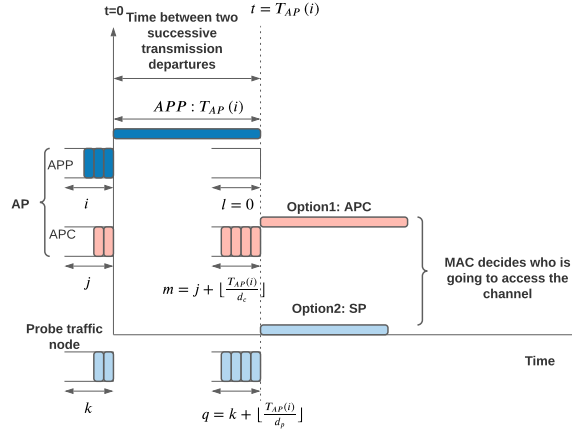 t=0
t = T_{AP}(i)
Time between two
successive
transmission
departures
APP : T_{AP}(i)
APP
AP
i
l = 0
Option1: APC
APC
MAC decides who is
going to access the
channel
j
m = j + ⌊\frac{T_{AP}(i)}{d_c}⌋
Option2: SP
Probe traffic
node
Time
k
q = k + ⌊\frac{T_{AP}(i)}{d_p}⌋